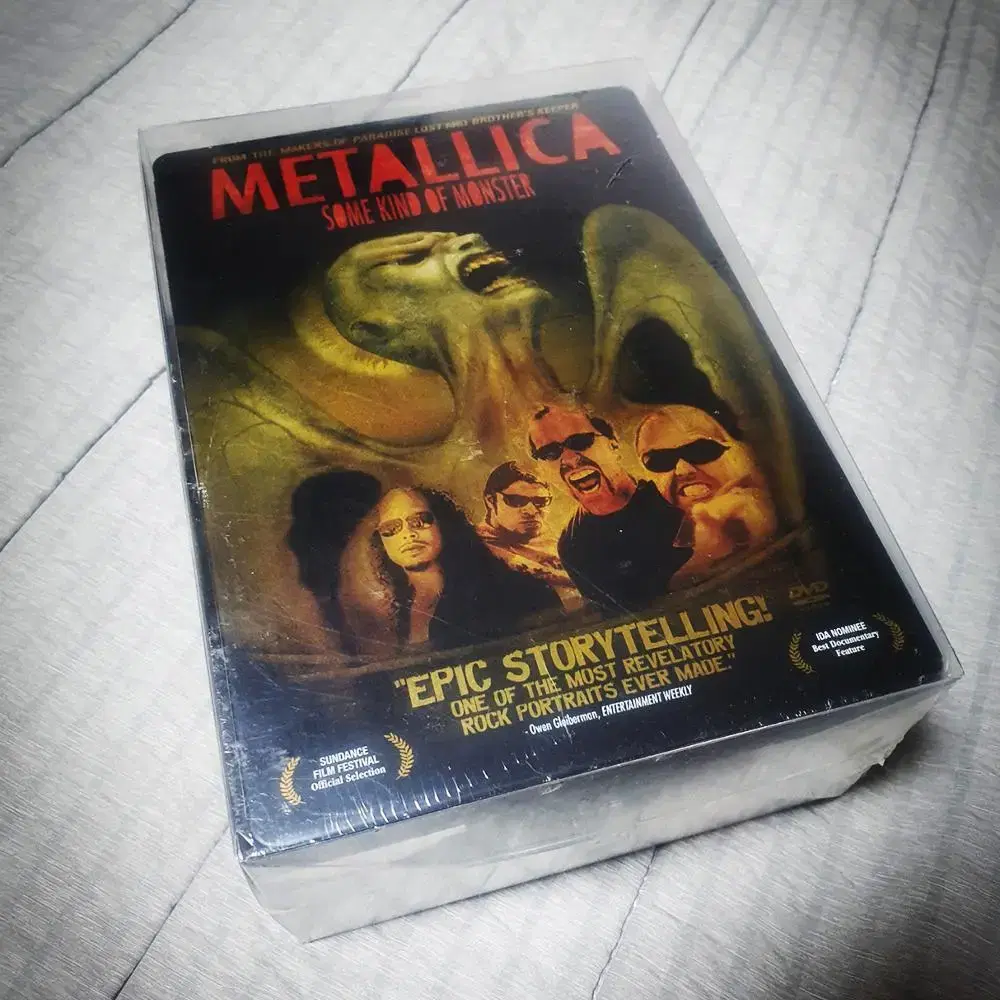 FROM THE MAKERS OF PARADISE LOST AND BROTHER'S KEEPER
METALLICA
SOME KIND OF MONSTER
DVD
"EPIC STORYTELLING!
ONE OF THE MOST REVELATORY
ROCK PORTRAITS EVER MADE."
- Owen Gleiberman, ENTERTAINMENT WEEKLY
IDA NOMINEE
Best Documentary
Feature
SUNDANCE
FILM FESTIVAL
Official Selection